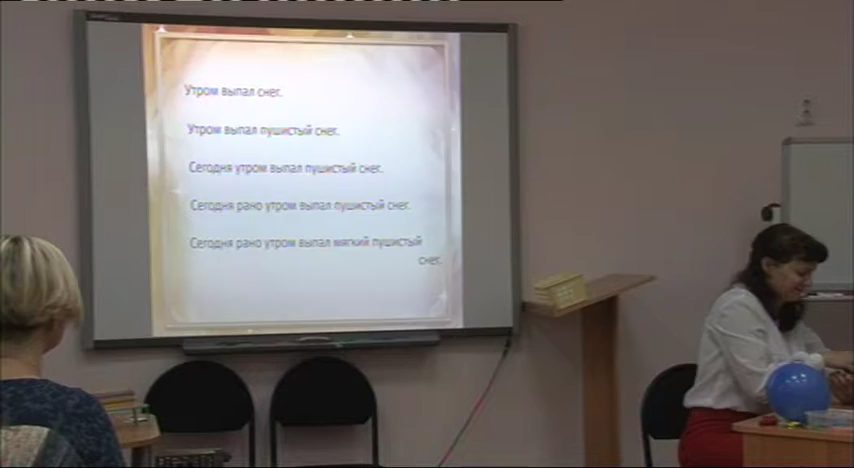 Утром выпал снег.
Утром выпал пушистый снег.
Сегодня утром выпал пушистый снег.
Сегодня рано утром выпал пушистый снег.
Сегодня рано утром выпал мягкий пушистый
снег.